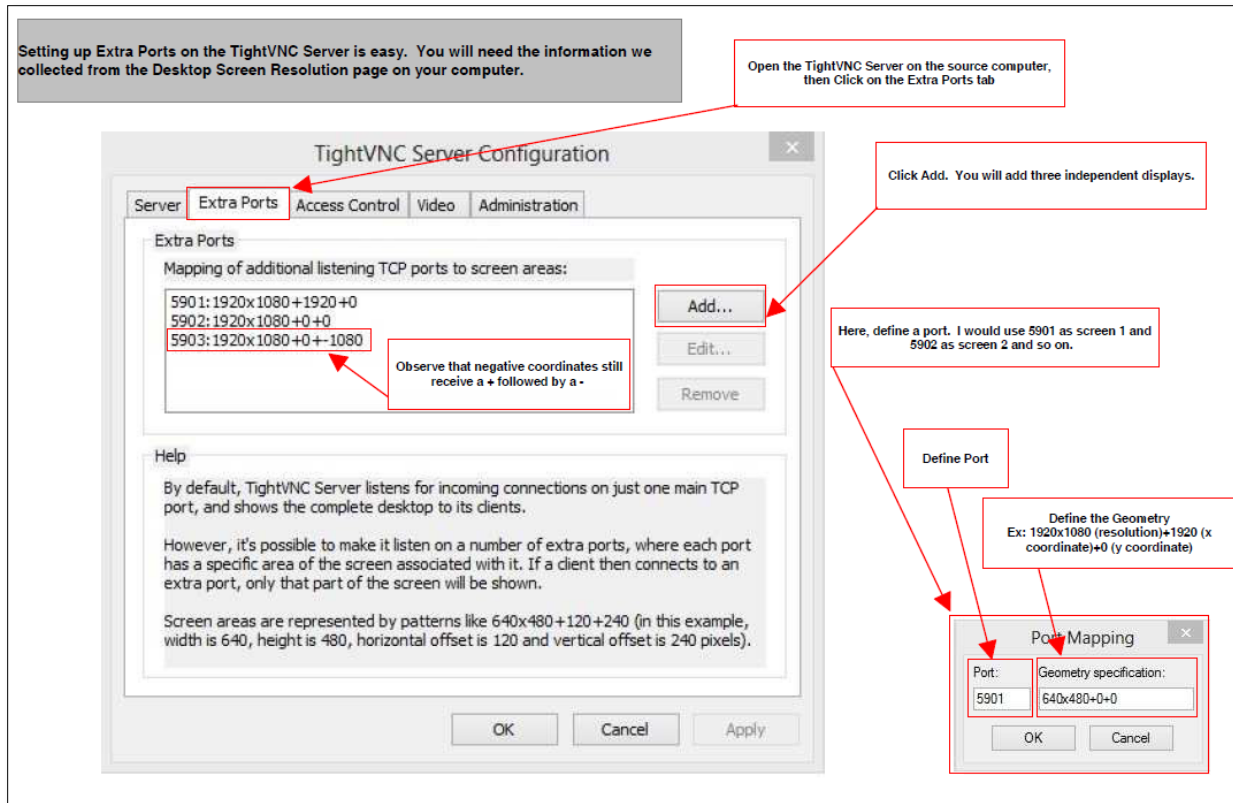 Setting up Extra Ports on the TightVNC Server is easy.  You will need the information we
collected from the Desktop Screen Resolution page on your computer.
Open the TightVNC Server on the source computer,
then Click on the Extra Ports tab
TightVNC Server Configuration
Server
Extra Ports
Access Control
Video
Administration
Click Add.  You will add three independent displays.
Extra Ports
Mapping of additional listening TCP ports to screen areas:
5901:1920x1080+1920+0
5902:1920x1080+0+0
5903:1920x1080+0+-1080
Add...
Edit...
Remove
Observe that negative coordinates still
receive a + followed by a -
Here, define a port.  I would use 5901 as screen 1 and
5902 as screen 2 and so on.
Help
By default, TightVNC Server listens for incoming connections on just one main TCP
port, and shows the complete desktop to its clients.
However, it's possible to make it listen on a number of extra ports, where each port
has a specific area of the screen associated with it. If a client then connects to an
extra port, only that part of the screen will be shown.
Screen areas are represented by patterns like 640x480+120+240 (in this example,
width is 640, height is 480, horizontal offset is 120 and vertical offset is 240 pixels).
OK
Cancel
Apply
Define Port
Define the Geometry
Ex: 1920x1080 (resolution)+1920 (x
coordinate)+0 (y coordinate)
Port Mapping
Port:
Geometry specification:
5901
640x480+0+0
OK
Cancel